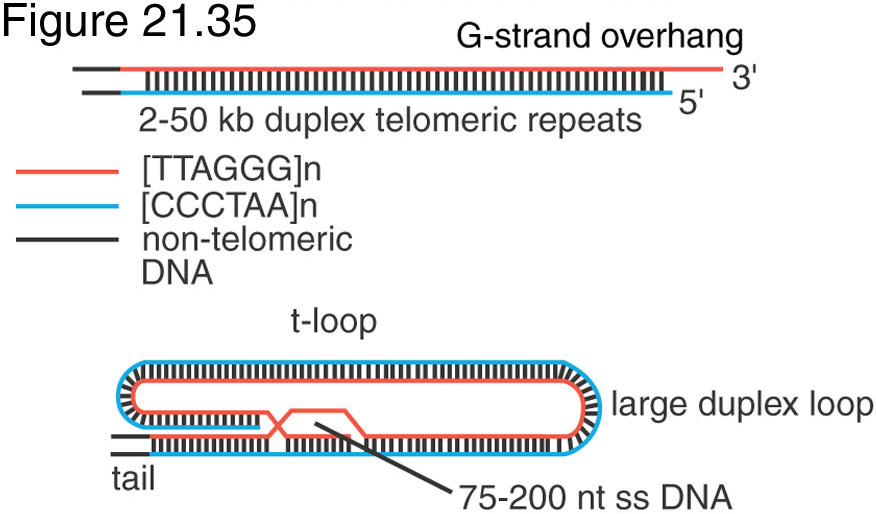 Figure 21.35
G-strand overhang
3'
5'
2-50 kb duplex telomeric repeats
[TTAGGG]n
[CCCTAA]n
non-telomeric
DNA
t-loop
large duplex loop
tail
75-200 nt ss DNA